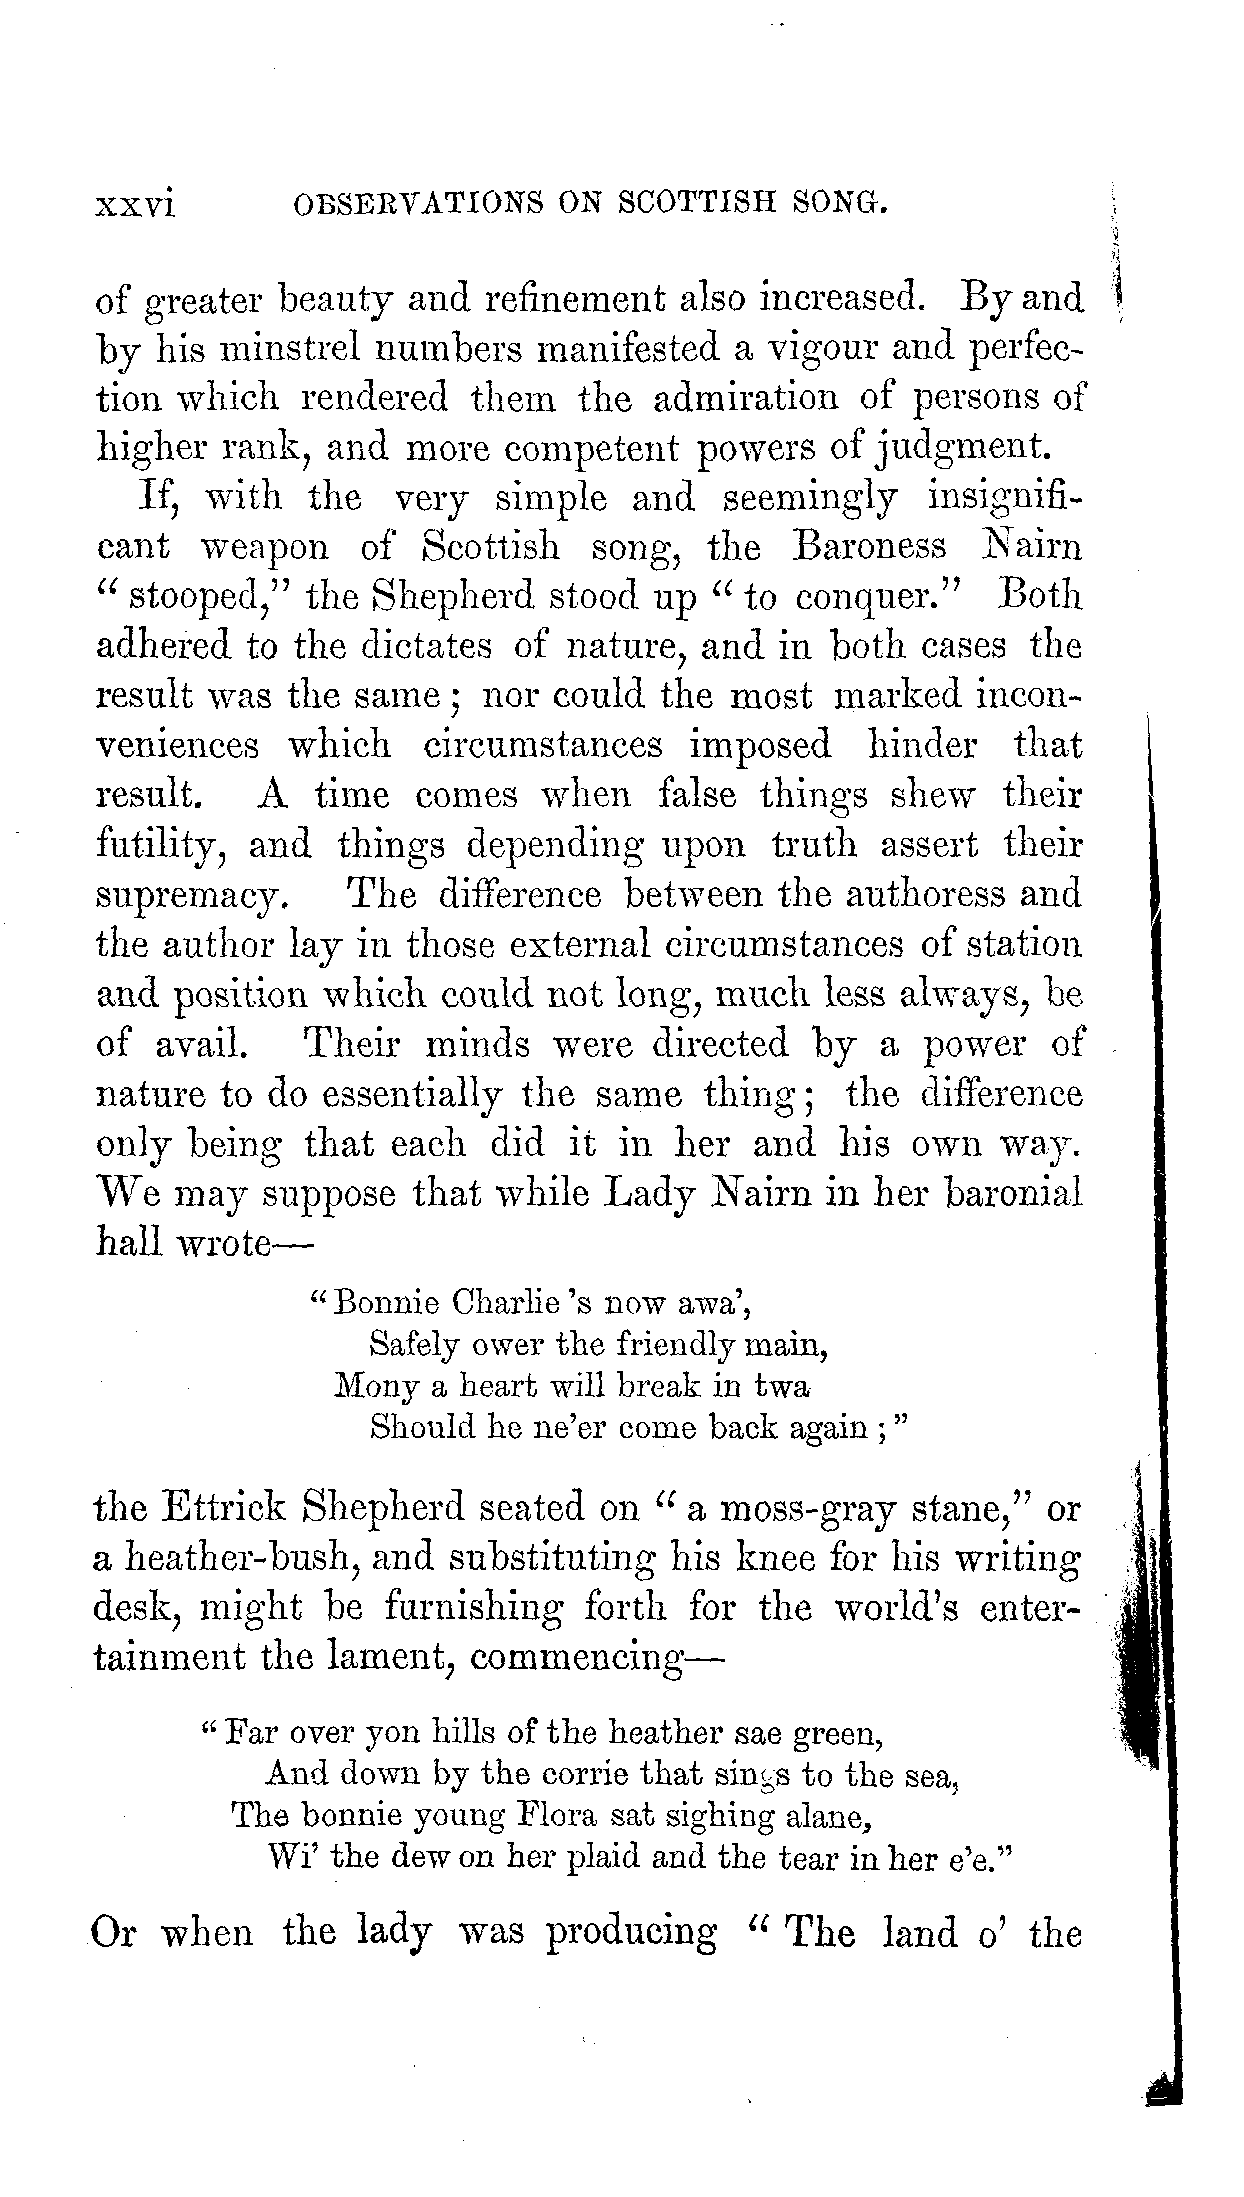 xxvi OBSERVATIONS ON SCOTTISH SONG.
of greater beauty and refinement also increased. By and
by his minstrel numbers manifested a vigour and perfec-
tion which rendered them the admiration of persons of
higher rank, and more competent powers of judgment.
If, with the very simple and seemingly insignifi-
cant weapon of Scottish song, the Baroness Nairn
“ stooped,” the Shepherd stood up “ to conquer.” Both
adhered to the dictates of nature, and in both cases the
result was the same ; nor could the most marked incon-
veniences which circumstances imposed hinder that
result. A time comes when false things shew their
futility, and things depending upon truth assert their
supremacy. The difference between the authoress and
the author lay in those external circumstances of station
and position which could not long, much less always, be
of avail. Their minds were directed by a power of
nature to do essentially the same thing ; the difference
only being that each did it in her and his own way.
We may suppose that while Lady Nairn in her baronial
hall wrote—
“ Bonnie Charlie 's now awa’,
Safely ower the friendly main,
Mony a heart will break in twa
Should he ne’er come back again ; ”
the Ettrick Shepherd seated on “ a moss-gray stane,” or
a heather-bush, and substituting his knee for his writing
desk, might be furnishing forth for the world’s enter-
tainment the lament, commencing—
“ Far over yon hills of the heather sae green,
And down by the corrie that sings to the sea,
The bonnie young Flora sat sighing alane,
Wi’ the dew on her plaid and the tear in her e’e.”
Or when the lady was producing “ The land o’ the